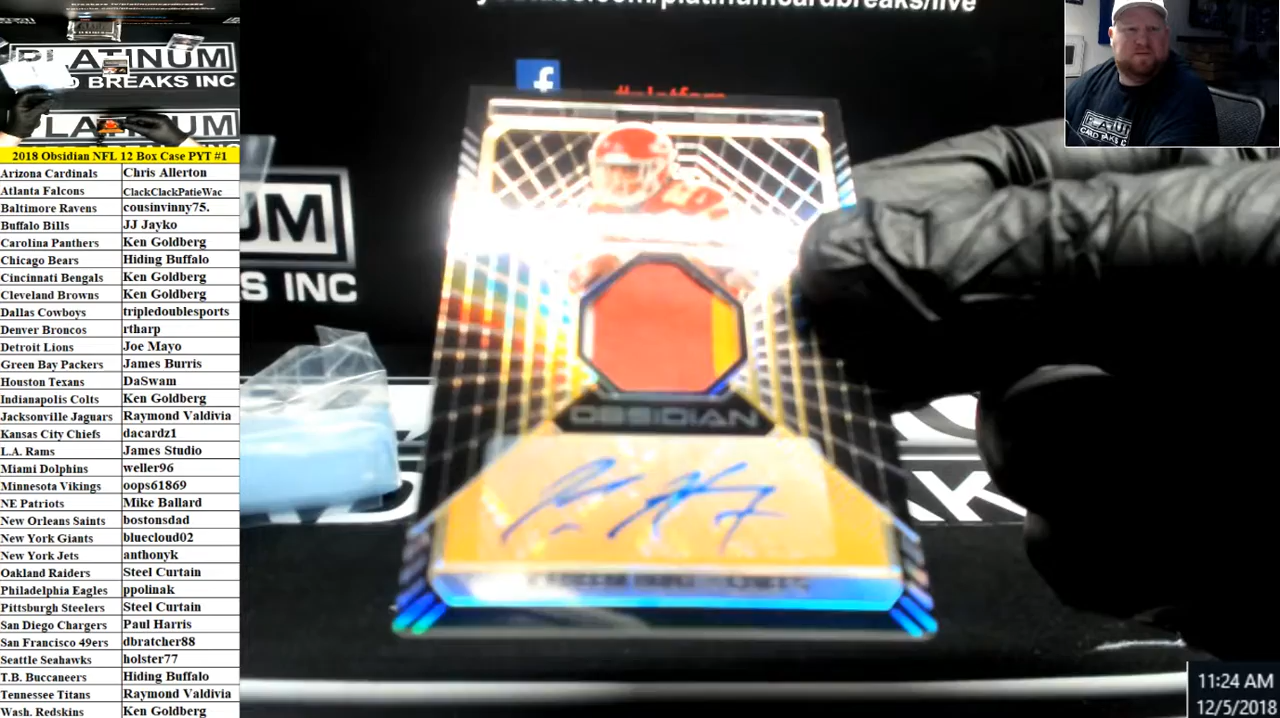 platinumcardbreaks/live
PLATINUM
CARD BREAKS INC
PLATINUM
2018 Obsidian NFL 12 Box Case PYT #1
Arizona Cardinals Chris Allerton
Atlanta Falcons ClackClackPatieWac
Baltimore Ravens cousinvinny75.
Buffalo Bills JJ Jayko
Carolina Panthers Ken Goldberg
Chicago Bears Hiding Buffalo
Cincinnati Bengals Ken Goldberg
Cleveland Browns Ken Goldberg
Dallas Cowboys tripledoublesports
Denver Broncos rtharp
Detroit Lions Joe Mayo
Green Bay Packers James Burris
Houston Texans DaSwam
Indianapolis Colts Ken Goldberg
Jacksonville Jaguars Raymond Valdivia
Kansas City Chiefs dacardz1
L.A. Rams James Studio
Miami Dolphins weller96
Minnesota Vikings oops61869
NE Patriots Mike Ballard
New Orleans Saints bostonsdad
New York Giants bluecloud02
New York Jets anthonyk
Oakland Raiders Steel Curtain
Philadelphia Eagles ppolinak
Pittsburgh Steelers Steel Curtain
San Diego Chargers Paul Harris
San Francisco 49ers dbratcher88
Seattle Seahawks holster77
T.B. Buccaneers Hiding Buffalo
Tennessee Titans Raymond Valdivia
Wash. Redskins Ken Goldberg
f
UM
S INC
OBSIDIAN
11:24 AM
12/5/2018